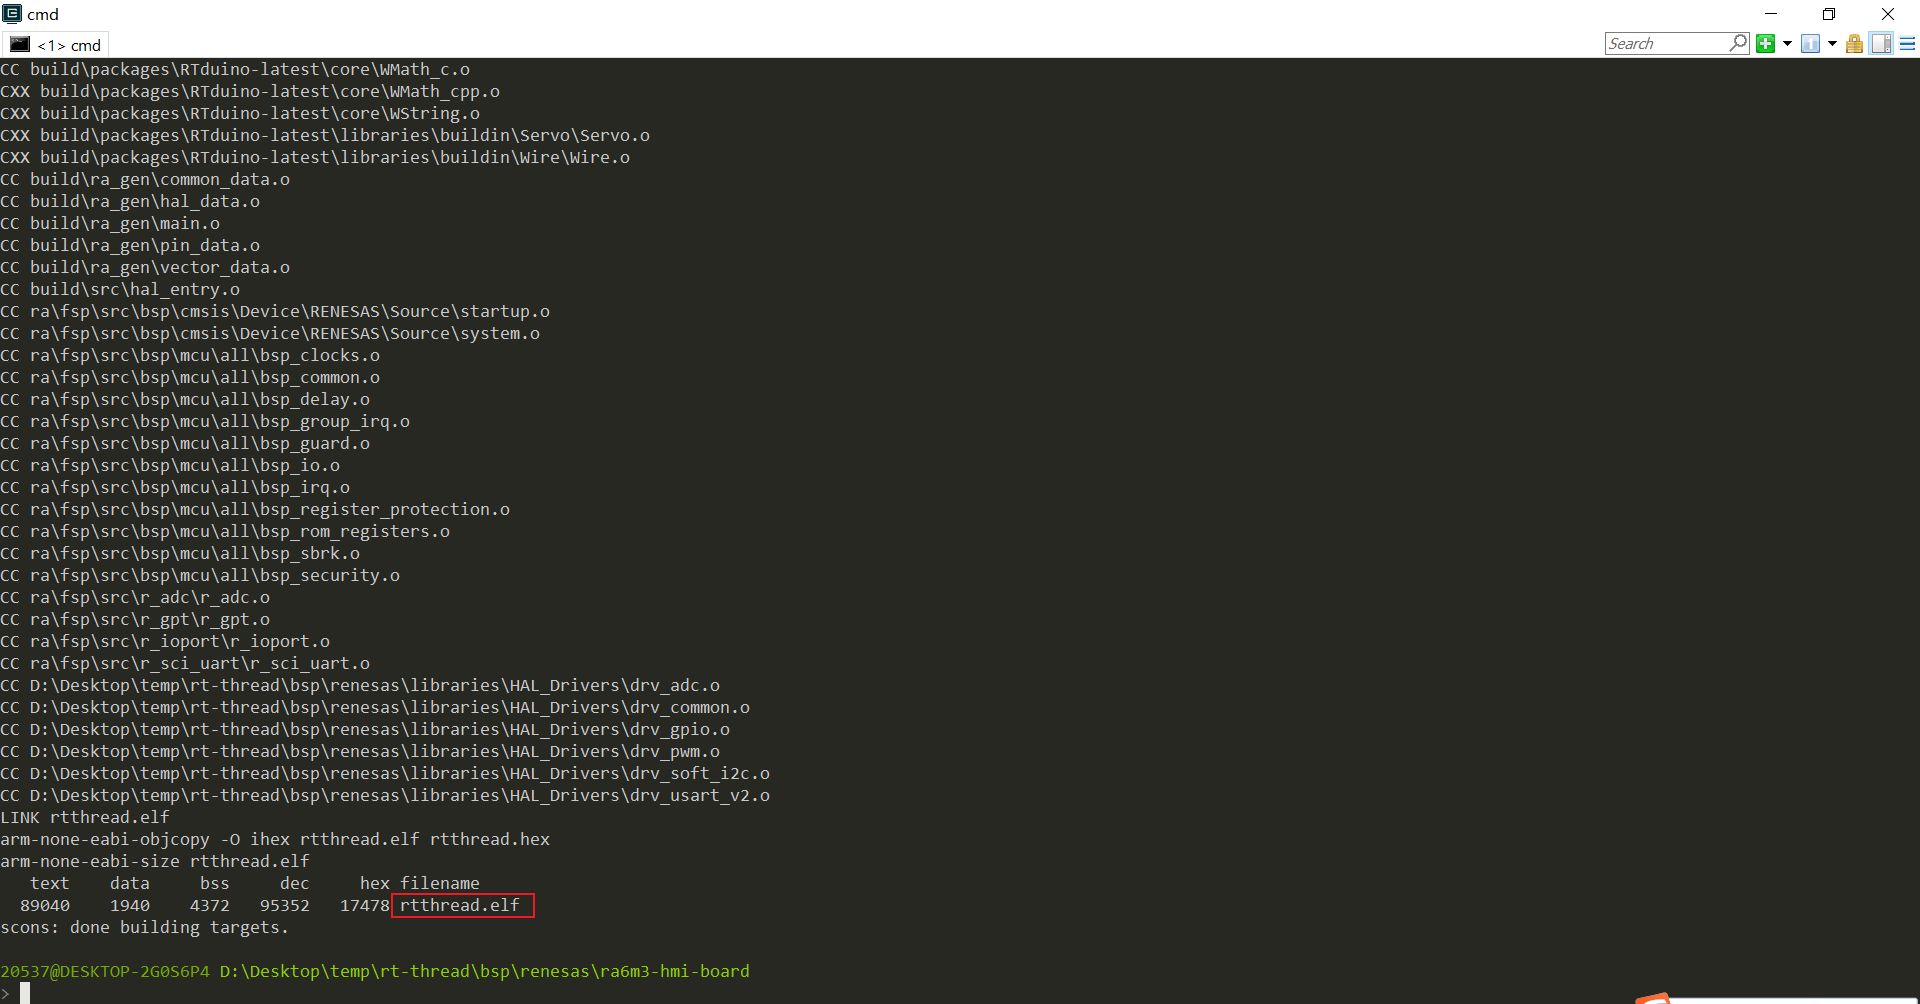 cmd
<1> cmd
Search
CC build\packages\RTduino-latest\core\WMath_c.o
CXX build\packages\RTduino-latest\core\WMath_cpp.o
CXX build\packages\RTduino-latest\core\WString.o
CXX build\packages\RTduino-latest\libraries\buildin\Servo\Servo.o
CXX build\packages\RTduino-latest\libraries\buildin\Wire\Wire.o
CC build\ra_gen\common_data.o
CC build\ra_gen\hal_data.o
CC build\ra_gen\main.o
CC build\ra_gen\pin_data.o
CC build\ra_gen\vector_data.o
CC build\src\hal_entry.o
CC ra\fsp\src\bsp\cmsis\Device\RENESAS\Source\startup.o
CC ra\fsp\src\bsp\cmsis\Device\RENESAS\Source\system.o
CC ra\fsp\src\bsp\mcu\all\bsp_clocks.o
CC ra\fsp\src\bsp\mcu\all\bsp_common.o
CC ra\fsp\src\bsp\mcu\all\bsp_delay.o
CC ra\fsp\src\bsp\mcu\all\bsp_group_irq.o
CC ra\fsp\src\bsp\mcu\all\bsp_guard.o
CC ra\fsp\src\bsp\mcu\all\bsp_io.o
CC ra\fsp\src\bsp\mcu\all\bsp_irq.o
CC ra\fsp\src\bsp\mcu\all\bsp_register_protection.o
CC ra\fsp\src\bsp\mcu\all\bsp_rom_registers.o
CC ra\fsp\src\bsp\mcu\all\bsp_sbrk.o
CC ra\fsp\src\bsp\mcu\all\bsp_security.o
CC ra\fsp\src\r_adc\r_adc.o
CC ra\fsp\src\r_gpt\r_gpt.o
CC ra\fsp\src\r_ioport\r_ioport.o
CC ra\fsp\src\r_sci_uart\r_sci_uart.o
CC D:\Desktop\temp\rt-thread\bsp\renesas\libraries\HAL_Drivers\drv_adc.o
CC D:\Desktop\temp\rt-thread\bsp\renesas\libraries\HAL_Drivers\drv_common.o
CC D:\Desktop\temp\rt-thread\bsp\renesas\libraries\HAL_Drivers\drv_gpio.o
CC D:\Desktop\temp\rt-thread\bsp\renesas\libraries\HAL_Drivers\drv_pwm.o
CC D:\Desktop\temp\rt-thread\bsp\renesas\libraries\HAL_Drivers\drv_soft_i2c.o
CC D:\Desktop\temp\rt-thread\bsp\renesas\libraries\HAL_Drivers\drv_usart_v2.o
LINK rtthread.elf
arm-none-eabi-objcopy -O ihex rtthread.elf rtthread.hex
arm-none-eabi-size rtthread.elf
text data bss dec hex filename
89040 1940 4372 95352 17478 rtthread.elf
scons: done building targets.
20537@DESKTOP-2G0S6P4 D:\Desktop\temp\rt-thread\bsp\renesas\ra6m3-hmi-board
>